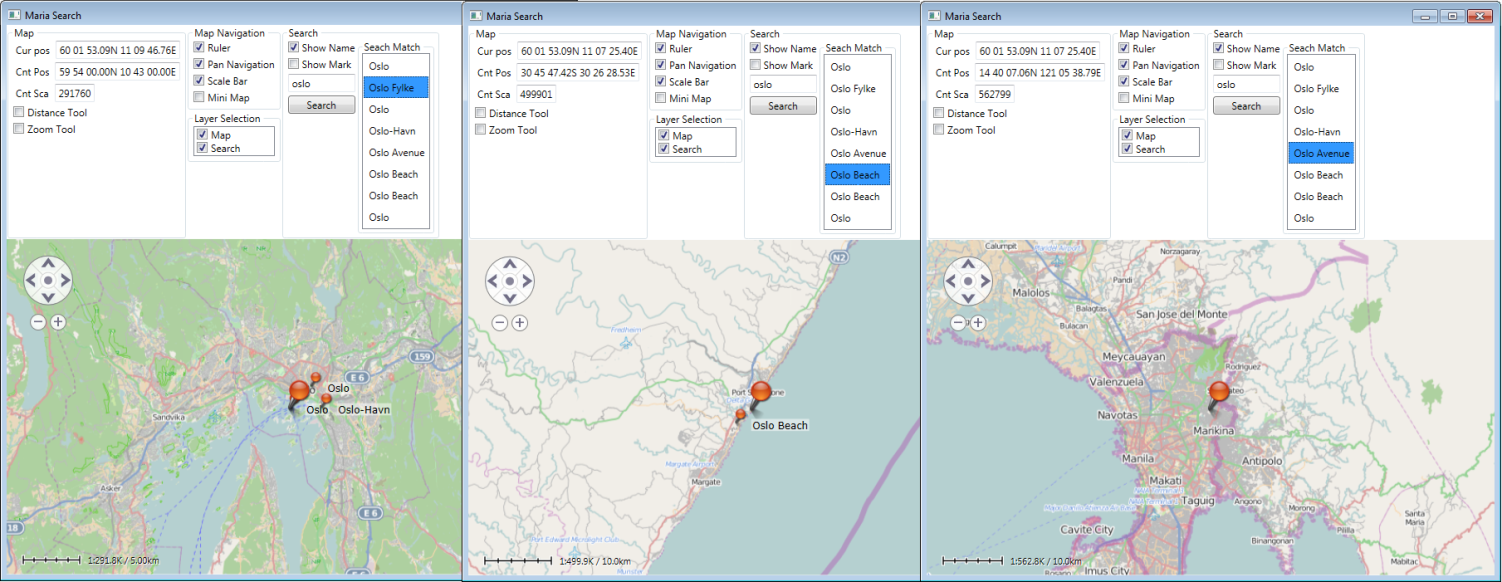 Maria Search
Map
Cur pos 60 01 53.09N 11 09 46.76E
Cnt Pos 59 54 00.00N 10 43 00.00E
Cnt Sca 291760
Distance Tool
Zoom Tool
Map Navigation
Ruler
Pan Navigation
Scale Bar
Mini Map
Layer Selection
Map
Search
Search
Show Name
Show Mark
oslo
Search
Seach Match
Oslo
Oslo Fylke
Oslo
Oslo-Havn
Oslo Avenue
Oslo Beach
Oslo Beach
Oslo
159
E 6
Oslo
Oslo
Oslo-Havn
Sandvika
Asker
E 6
18
1:291.8K / 5.00km
Maria Search
Map
Cur pos 60 01 53.09N 11 07 25.40E
Cnt Pos 30 45 47.42S 30 26 28.53E
Cnt Sca 499901
Distance Tool
Zoom Tool
Map Navigation
Ruler
Pan Navigation
Scale Bar
Mini Map
Layer Selection
Map
Search
Search
Show Name
Show Mark
oslo
Search
Seach Match
Oslo
Oslo Fylke
Oslo
Oslo-Havn
Oslo Avenue
Oslo Beach
Oslo Beach
Oslo
N2
Fredheim
Port
Oslo Beach
Margate Airport
Margate
Port Edward Microlight Club
Munster
1:499.9K / 10.0km
Maria Search
Map
Cur pos 60 01 53.09N 11 07 25.40E
Cnt Pos 14 40 07.06N 121 05 38.79E
Cnt Sca 562799
Distance Tool
Zoom Tool
Map Navigation
Ruler
Pan Navigation
Scale Bar
Mini Map
Layer Selection
Map
Search
Search
Show Name
Show Mark
oslo
Search
Seach Match
Oslo
Oslo Fylke
Oslo
Oslo-Havn
Oslo Avenue
Oslo Beach
Oslo Beach
Oslo
Calumpit
Plaridel Airport
Norzagaray
Pandi
Malolos
Balagtas
San Jose del Monte
Bulacan
Meycauayan
Rodriguez
Valenzuela
Navotas
Marikina
Manila
Antipolo
Makati
Taguig
Angono
Morong
Cavite City
Pililla
Santa
Maria
Binangonan
Mabitac
Imus City
Rosario
1:562.8K / 10.0km